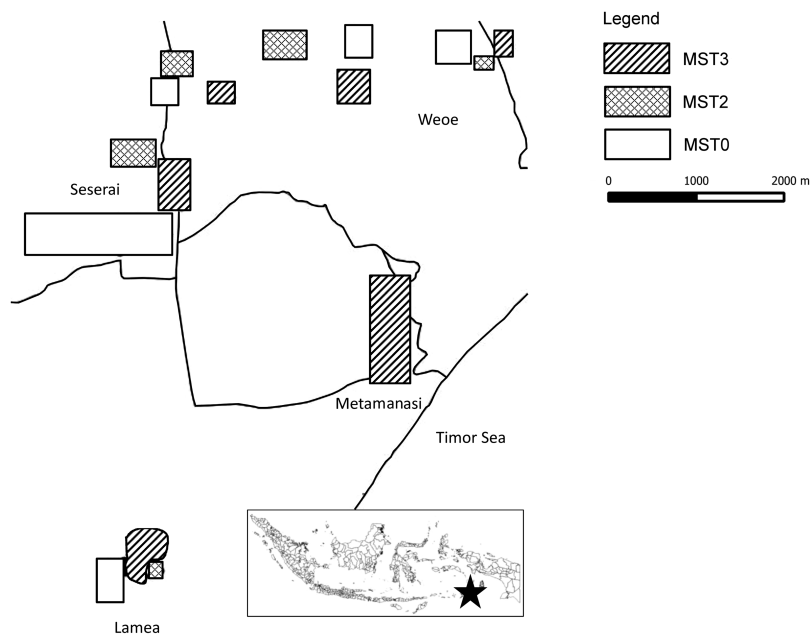 Legend
MST3
MST2
MST0
0 1000 2000 m
Weoe
Seserai
Metamanasi
Timor Sea
Lamea